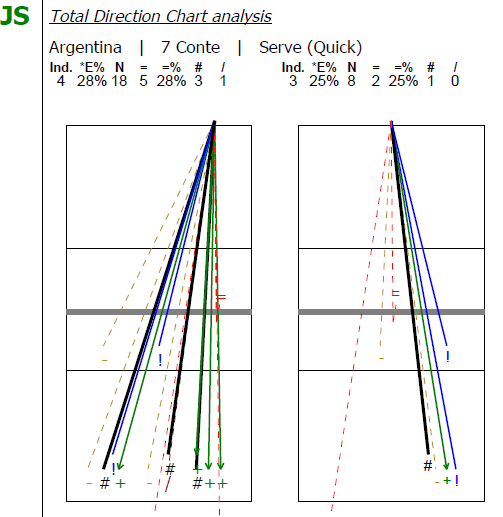 JS Total Direction Chart analysis
Argentina | 7 Conte | Serve (Quick)
Ind. *E% N = =% # / Ind. *E% N = =% # /
4 28% 18 5 28% 3 1 3 25% 8 2 25% 1 0
= =
- ! - !
! # + #
- # + - / # + + - + !